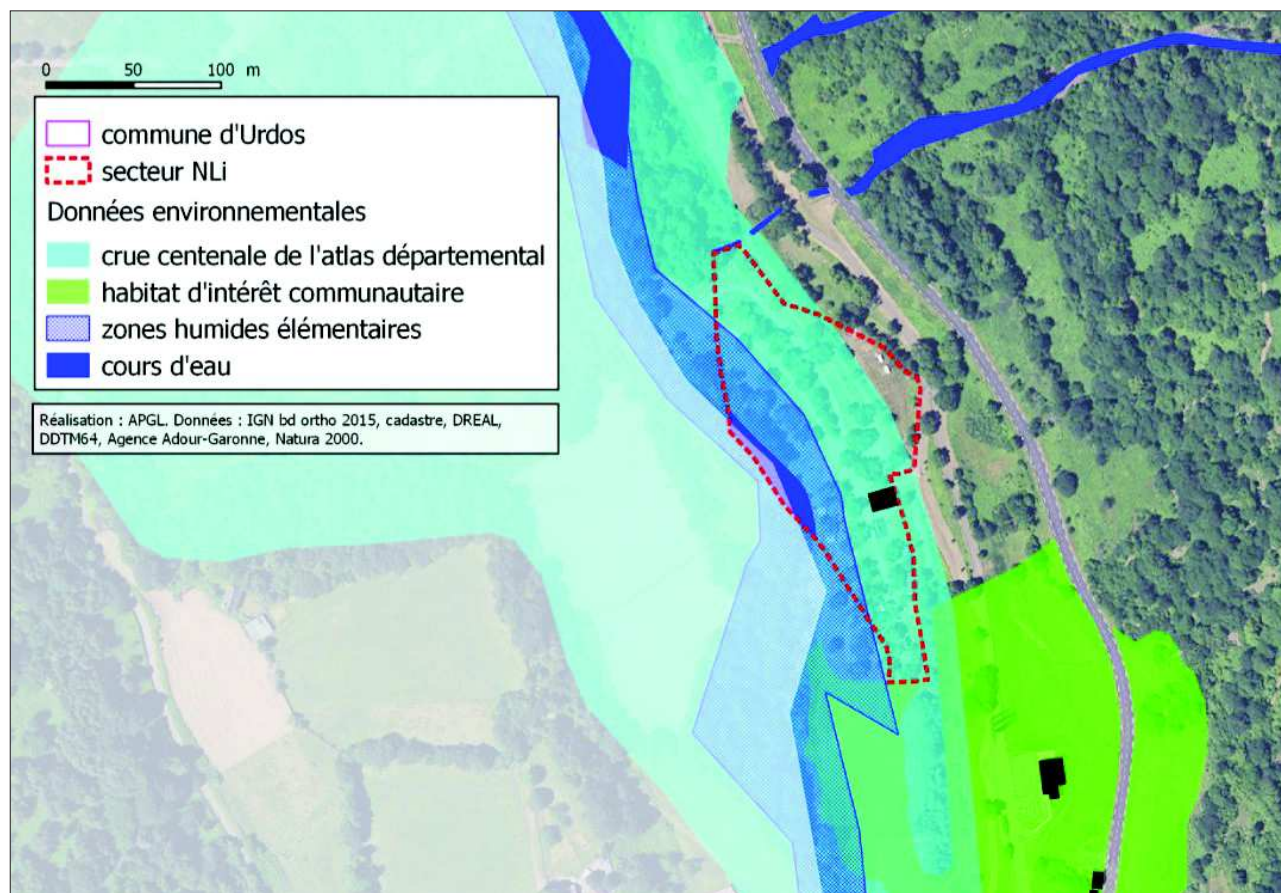 0 50 100 m
commune d'Urdos
secteur NLi
Données environnementales
crue centenale de l'atlas départemental
habitat d'intérêt communautaire
zones humides élémentaires
cours d'eau
Réalisation : APGL. Données : IGN bd ortho 2015, cadastre, DREAL,
DDTM64, Agence Adour-Garonne, Natura 2000.